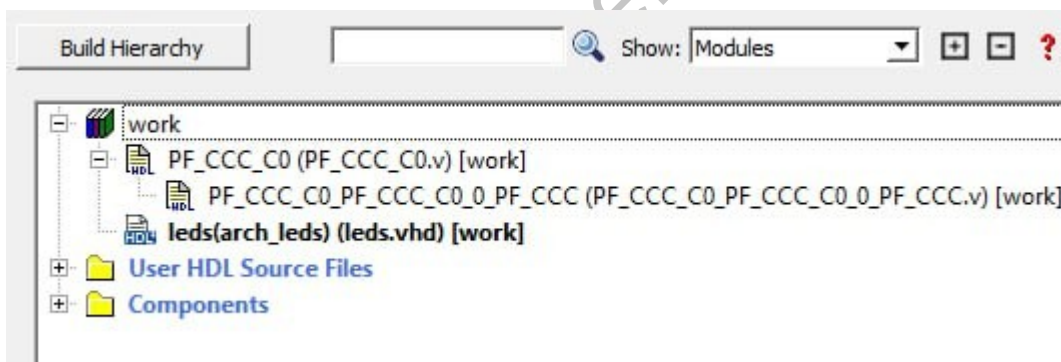 Build Hierarchy Show: Modules
work
PF_CCC_C0 (PF_CCC_C0.v) [work]
PF_CCC_C0_PF_CCC_C0_0_PF_CCC (PF_CCC_C0_PF_CCC_C0_0_PF_CCC.v) [work]
leds(arch_leds) (leds.vhd) [work]
User HDL Source Files
Components